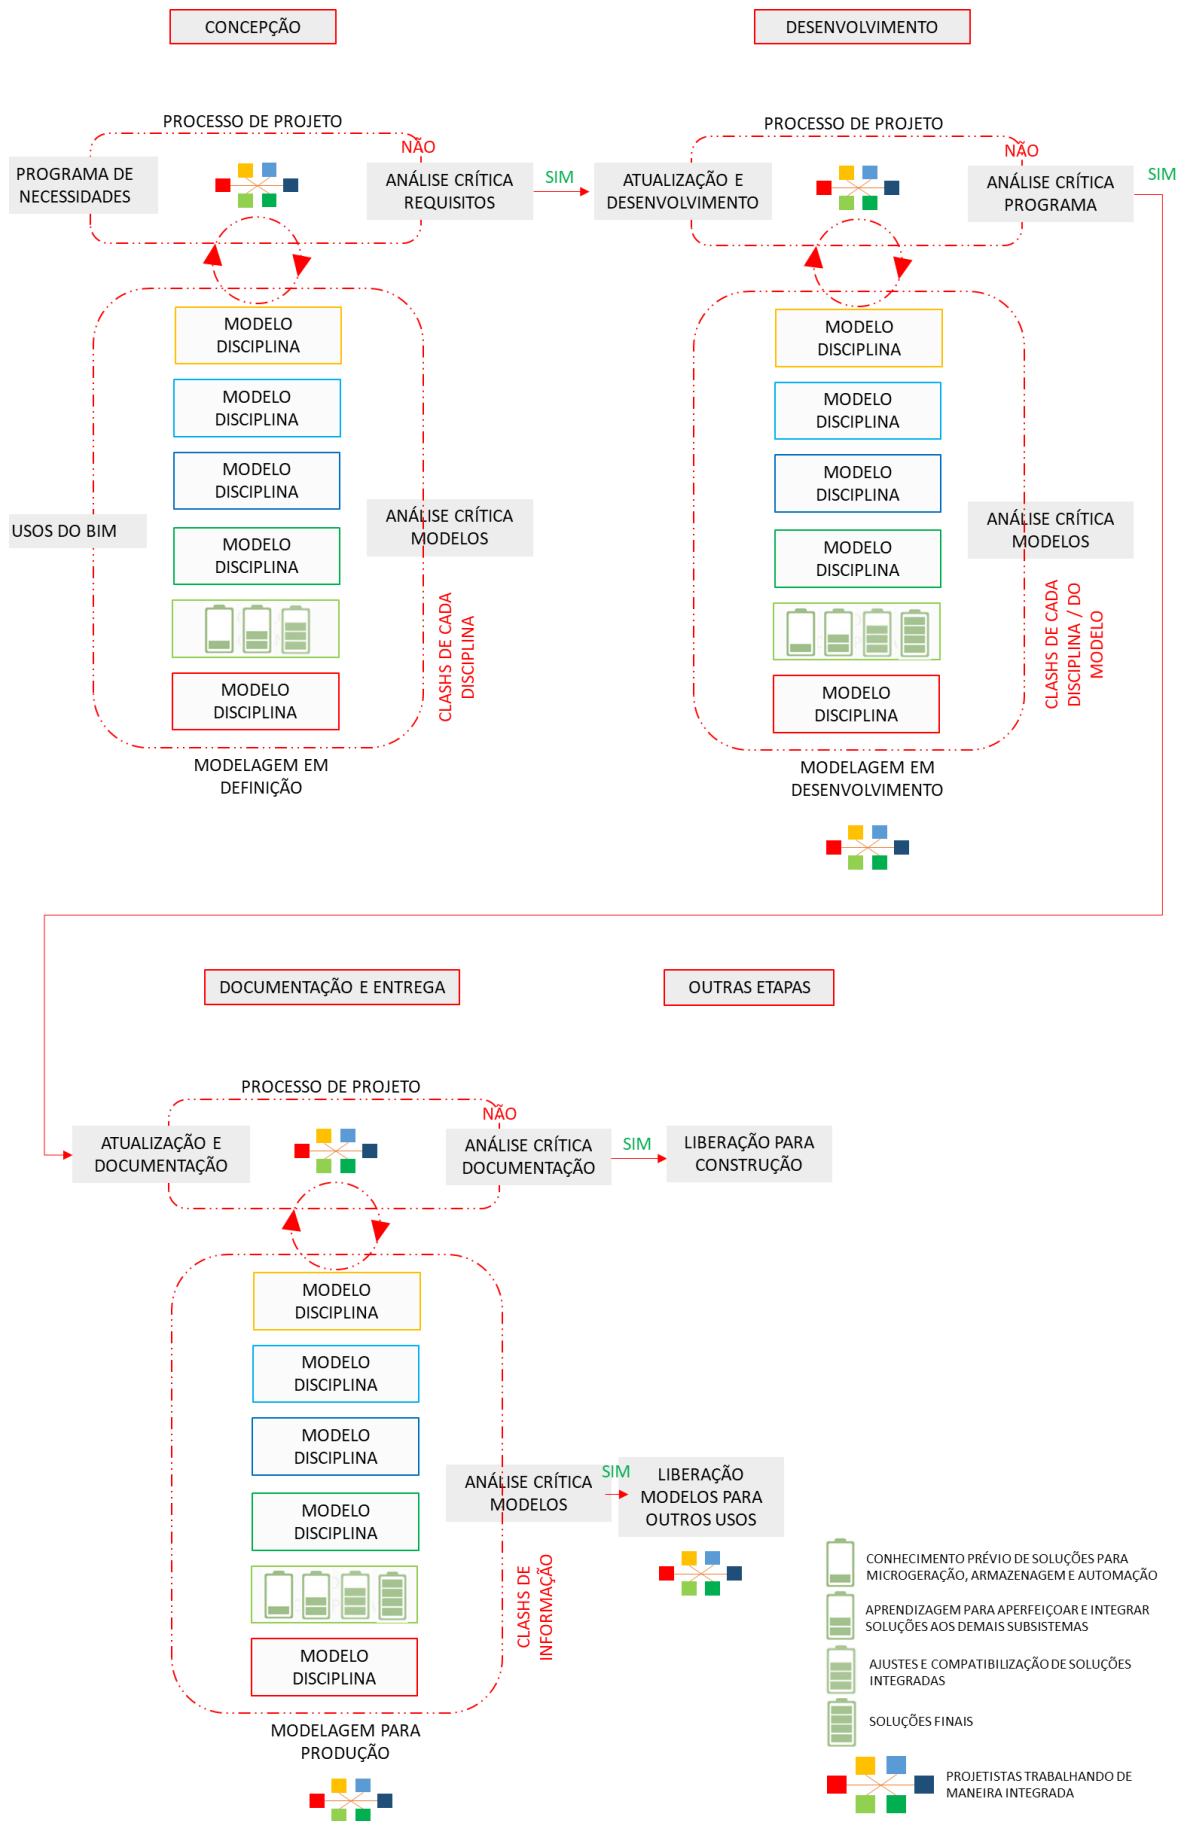 CONCEPÇÃO
PROCESSO DE PROJETO
NÃO
PROGRAMA DE
NECESSIDADES
ANÁLISE CRÍTICA
REQUISITOS
SIM
MODELO
DISCIPLINA
MODELO
DISCIPLINA
MODELO
DISCIPLINA
MODELO
DISCIPLINA
MODELO
DISCIPLINA
USOS DO BIM
ANÁLISE CRÍTICA
MODELOS
CLASHS DE CADA
DISCIPLINA
MODELAGEM EM
DEFINIÇÃO
DESENVOLVIMENTO
PROCESSO DE PROJETO
NÃO
ATUALIZAÇÃO E
DESENVOLVIMENTO
ANÁLISE CRÍTICA
PROGRAMA
SIM
MODELO
DISCIPLINA
MODELO
DISCIPLINA
MODELO
DISCIPLINA
MODELO
DISCIPLINA
MODELO
DISCIPLINA
ANÁLISE CRÍTICA
MODELOS
CLASHS DE CADA
DISCIPLINA / DO
MODELO
MODELAGEM EM
DESENVOLVIMENTO
DOCUMENTAÇÃO E ENTREGA
PROCESSO DE PROJETO
NÃO
ATUALIZAÇÃO E
DOCUMENTAÇÃO
ANÁLISE CRÍTICA
DOCUMENTAÇÃO
SIM
MODELO
DISCIPLINA
MODELO
DISCIPLINA
MODELO
DISCIPLINA
MODELO
DISCIPLINA
MODELO
DISCIPLINA
ANÁLISE CRÍTICA
MODELOS
SIM
CLASHS DE
INFORMAÇÃO
MODELAGEM PARA
PRODUÇÃO
OUTRAS ETAPAS
LIBERAÇÃO PARA
CONSTRUÇÃO
LIBERAÇÃO
MODELOS PARA
OUTROS USOS
CONHECIMENTO PRÉVIO DE SOLUÇÕES PARA
MICROGERAÇÃO, ARMAZENAGEM E AUTOMAÇÃO
APRENDIZAGEM PARA APERFEIÇOAR E INTEGRAR
SOLUÇÕES AOS DEMAIS SUBSISTEMAS
AJUSTES E COMPATIBILIZAÇÃO DE SOLUÇÕES
INTEGRADAS
SOLUÇÕES FINAIS
PROJETISTAS TRABALHANDO DE
MANEIRA INTEGRADA